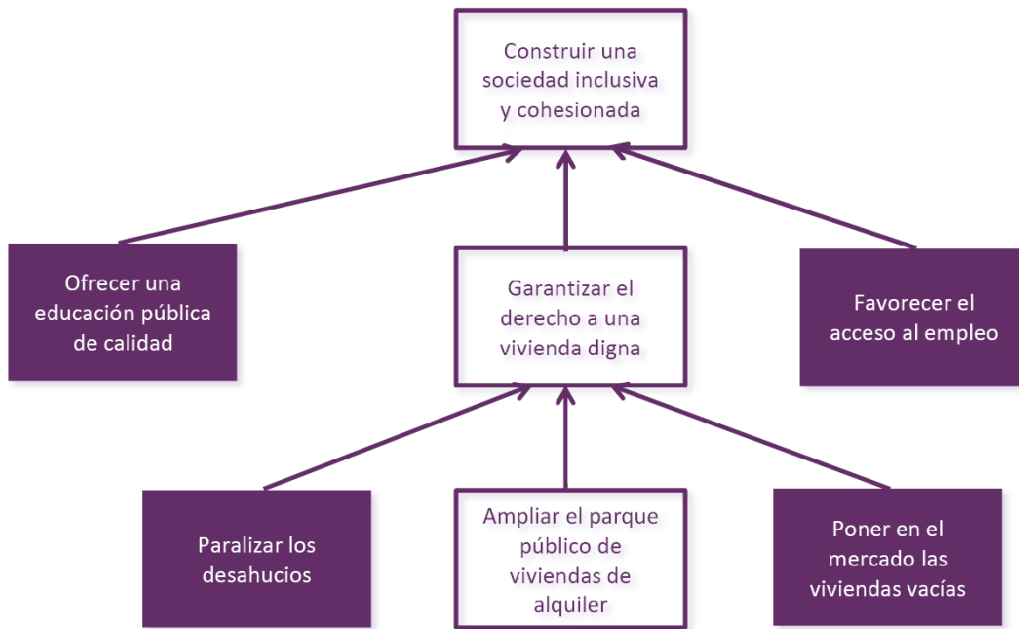 Construir una
sociedad inclusiva
y cohesionada
Ofrecer una
educación pública
de calidad
Garantizar el
derecho a una
vivienda digna
Favorecer el
acceso al empleo
Paralizar los
desahucios
Ampliar el parque
público de
viviendas de
alquiler
Poner en el
mercado las
viviendas vacías